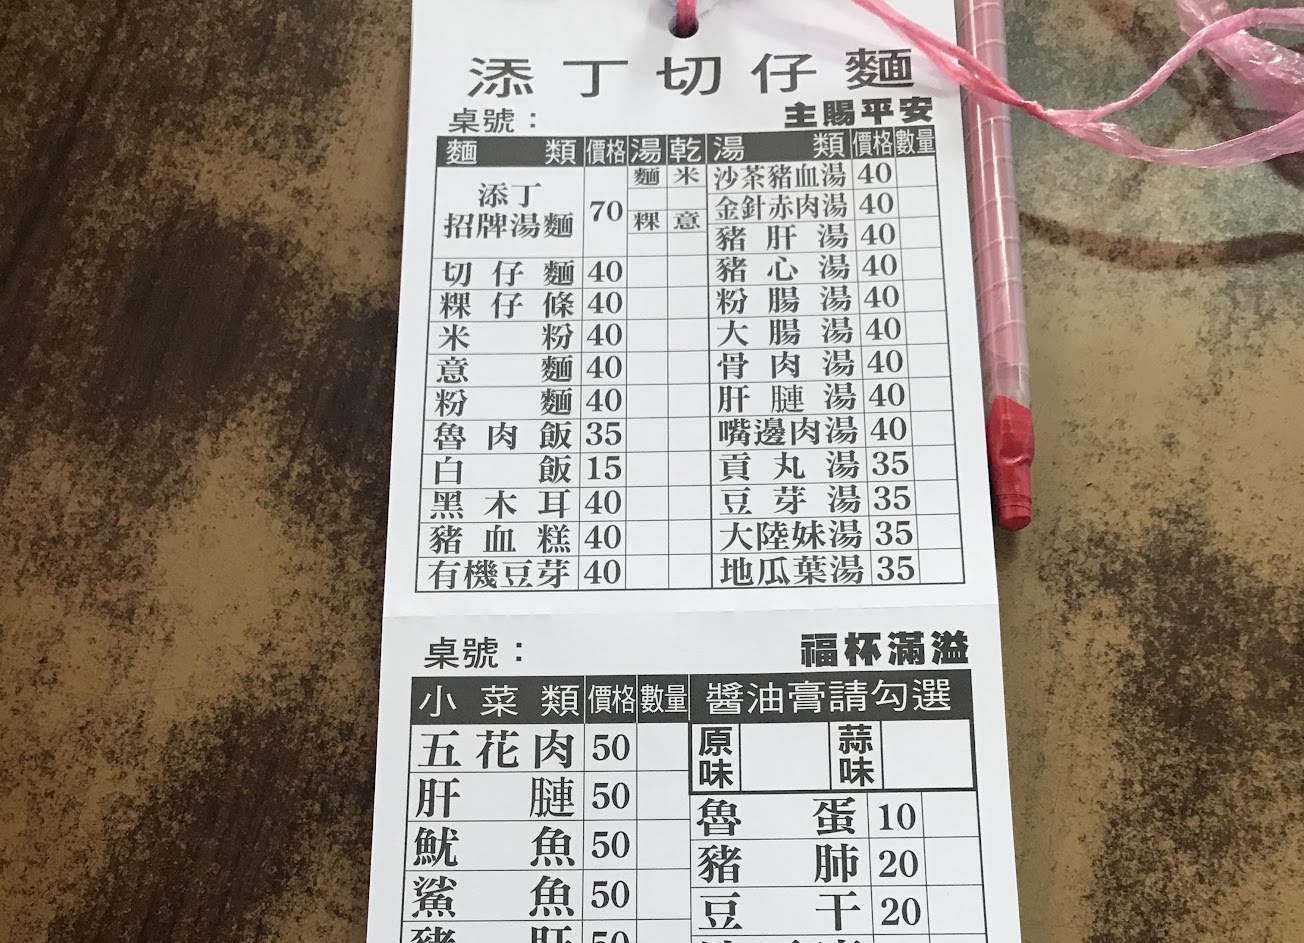 添丁切仔麵
桌號：
主賜平安
麵類 價格 湯 乾 湯類 價格 數量
添丁招牌湯麵 70 麵 米 粿 意
沙茶豬血湯 40
金針赤肉湯 40
豬肝湯 40
切仔麵 40 豬心湯 40
粿仔條 40 粉腸湯 40
米粉 40 大腸湯 40
意麵 40 骨肉湯 40
粉麵 40 肝膧湯 40
魯肉飯 35 嘴邊肉湯 40
白飯 15 貢丸湯 35
黑木耳 40 豆芽湯 35
豬血糕 40 大陸妹湯 35
有機豆芽 40 地瓜葉湯 35
桌號：
福杯滿溢
小菜類 價格 數量 醬油膏請勾選
五花肉 50 原味 蒜味
肝膧 50 魯蛋 10
魷魚 50 豬肺 20
鯊魚 50 豆干 20
豬肝 50